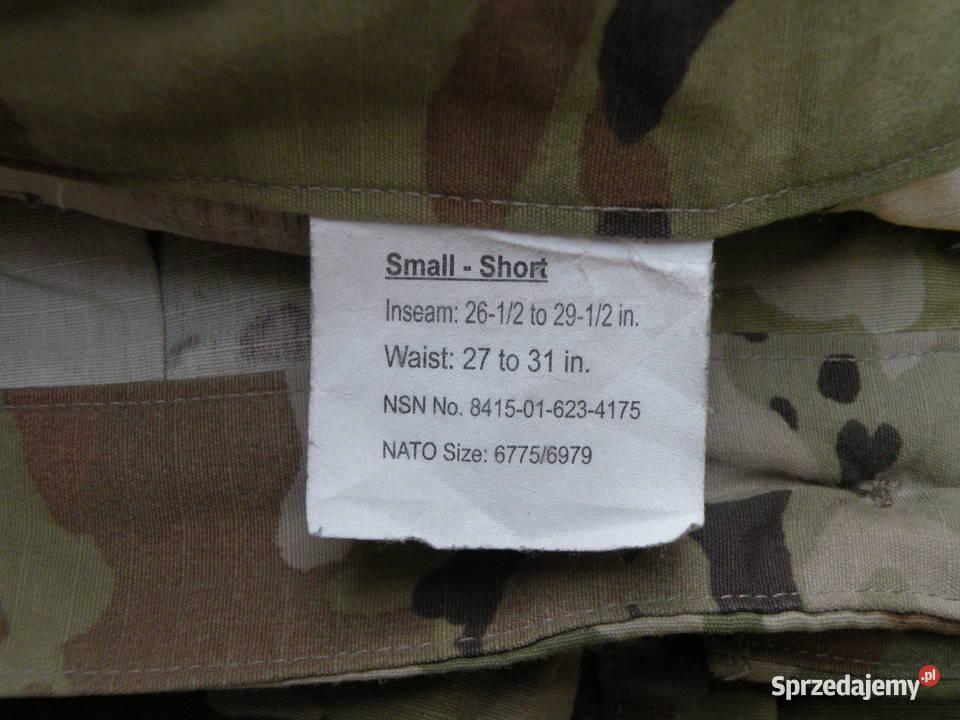 Small - Short
Inseam: 26-1/2 to 29-1/2 in.
Waist: 27 to 31 in.
NSN No. 8415-01-623-4175
NATO Size: 6775/6979
Sprzedajemy.pl